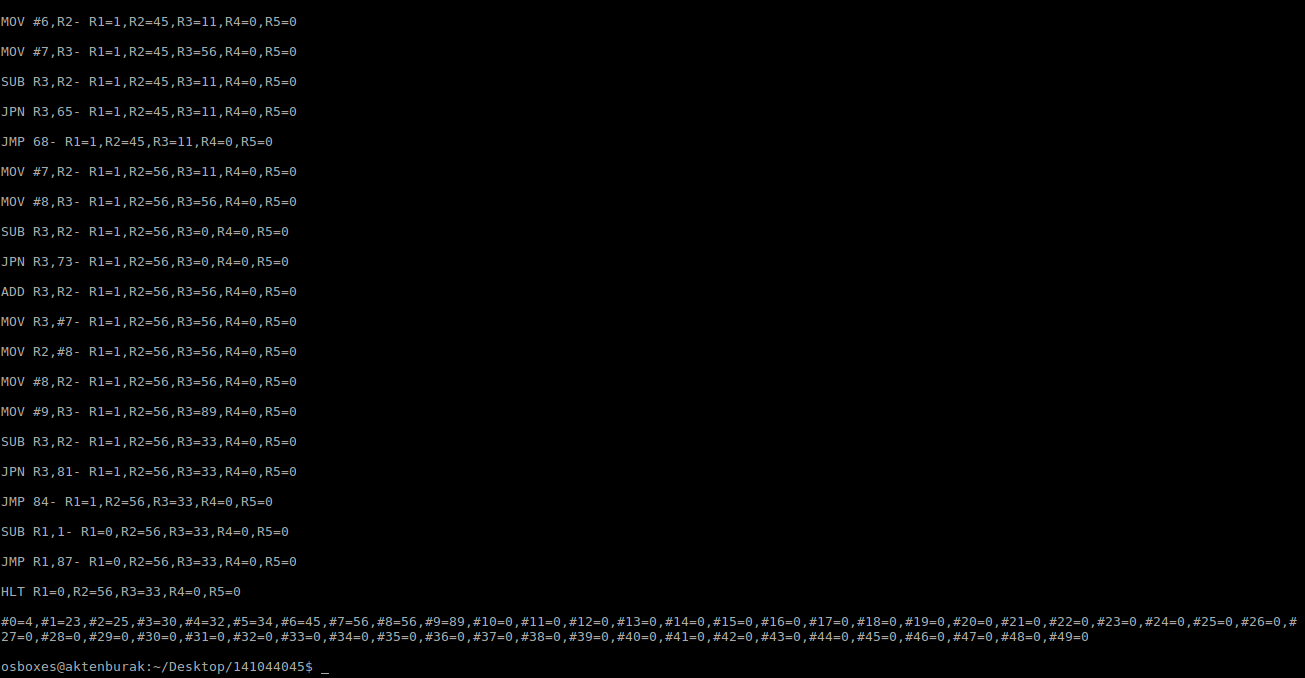 MOV #6,R2- R1=1,R2=45,R3=11,R4=0,R5=0
MOV #7,R3- R1=1,R2=45,R3=56,R4=0,R5=0
SUB R3,R2- R1=1,R2=45,R3=11,R4=0,R5=0
JPN R3,65- R1=1,R2=45,R3=11,R4=0,R5=0
JMP 68- R1=1,R2=45,R3=11,R4=0,R5=0
MOV #7,R2- R1=1,R2=56,R3=11,R4=0,R5=0
MOV #8,R3- R1=1,R2=56,R3=56,R4=0,R5=0
SUB R3,R2- R1=1,R2=56,R3=0,R4=0,R5=0
JPN R3,73- R1=1,R2=56,R3=0,R4=0,R5=0
ADD R3,R2- R1=1,R2=56,R3=56,R4=0,R5=0
MOV R3,#7- R1=1,R2=56,R3=56,R4=0,R5=0
MOV R2,#8- R1=1,R2=56,R3=56,R4=0,R5=0
MOV #8,R2- R1=1,R2=56,R3=56,R4=0,R5=0
MOV #9,R3- R1=1,R2=56,R3=89,R4=0,R5=0
SUB R3,R2- R1=1,R2=56,R3=33,R4=0,R5=0
JPN R3,81- R1=1,R2=56,R3=33,R4=0,R5=0
JMP 84- R1=1,R2=56,R3=33,R4=0,R5=0
SUB R1,1- R1=0,R2=56,R3=33,R4=0,R5=0
JMP R1,87- R1=0,R2=56,R3=33,R4=0,R5=0
HLT R1=0,R2=56,R3=33,R4=0,R5=0
#0=4,#1=23,#2=25,#3=30,#4=32,#5=34,#6=45,#7=56,#8=56,#9=89,#10=0,#11=0,#12=0,#13=0,#14=0,#15=0,#16=0,#17=0,#18=0,#19=0,#20=0,#21=0,#22=0,#23=0,#24=0,#25=0,#26=0,#
27=0,#28=0,#29=0,#30=0,#31=0,#32=0,#33=0,#34=0,#35=0,#36=0,#37=0,#38=0,#39=0,#40=0,#41=0,#42=0,#43=0,#44=0,#45=0,#46=0,#47=0,#48=0,#49=0
osboxes@aktenburak:~/Desktop/141044045$ _